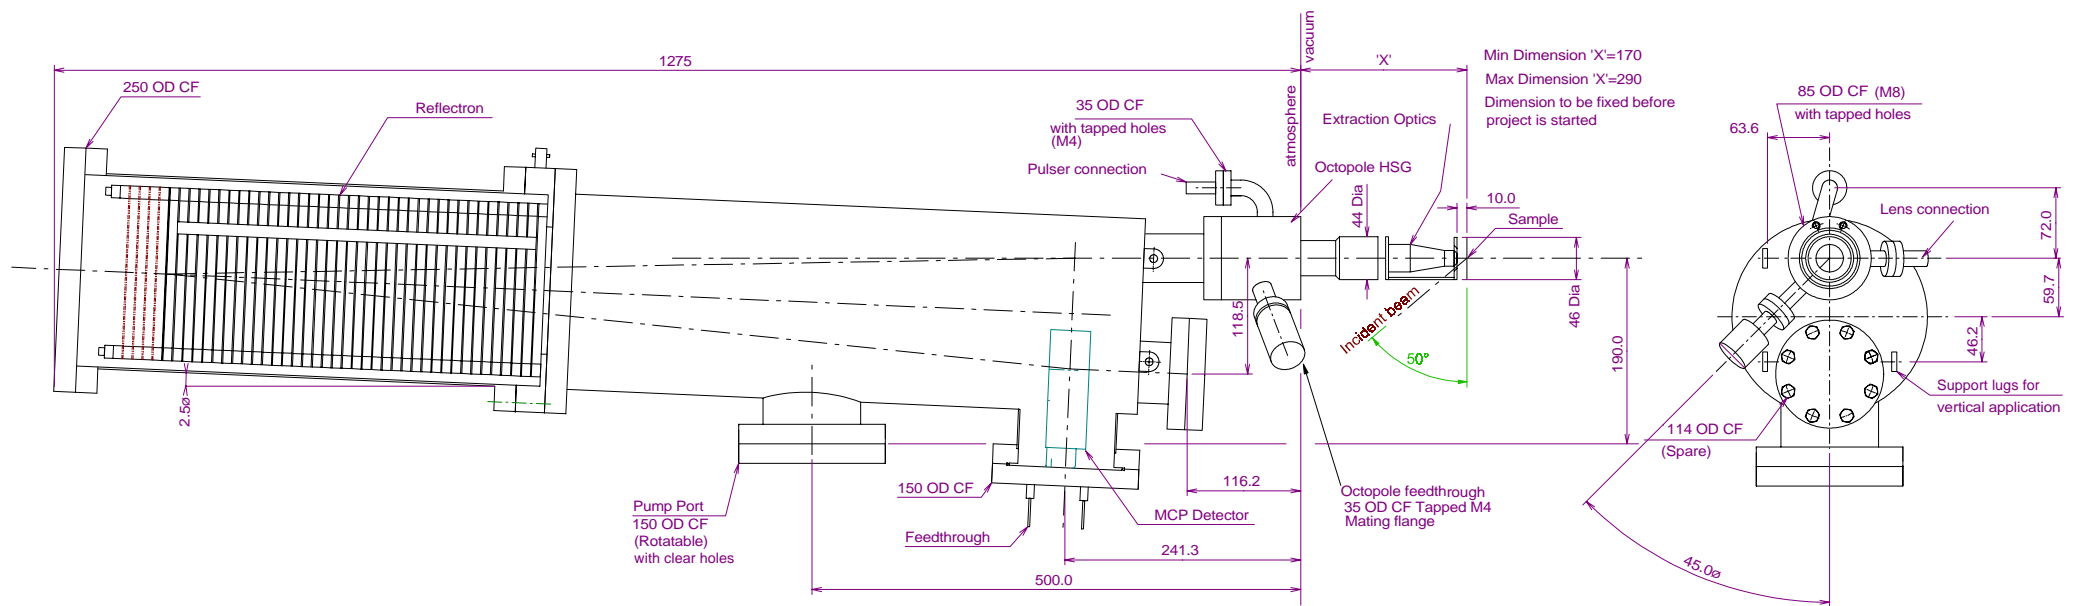 1275
'X'
vacuum
atmosphere
Min Dimension 'X'=170
Max Dimension 'X'=290
Dimension to be fixed before
project is started
250 OD CF
Reflectron
35 OD CF
with tapped holes
(M4)
Pulser connection
Extraction Optics
Octopole HSG
44 Dia
10.0
Sample
46 Dia
Incident beam
50°
118.5
190.0
2.5ø
Pump Port
150 OD CF
(Rotatable)
with clear holes
150 OD CF
Feedthrough
MCP Detector
116.2
241.3
500.0
Octopole feedthrough
35 OD CF Tapped M4
Mating flange
85 OD CF (M8)
with tapped holes
63.6
Lens connection
72.0
59.7
46.2
Support lugs for
vertical application
114 OD CF
(Spare)
45.0ø